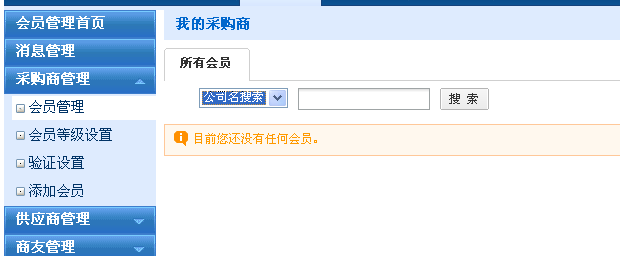 会员管理首页
消息管理
采购商管理
会员管理
会员等级设置
验证设置
添加会员
供应商管理
商友管理
我的采购商
所有会员
公司名搜索 搜 索
目前您还没有任何会员。